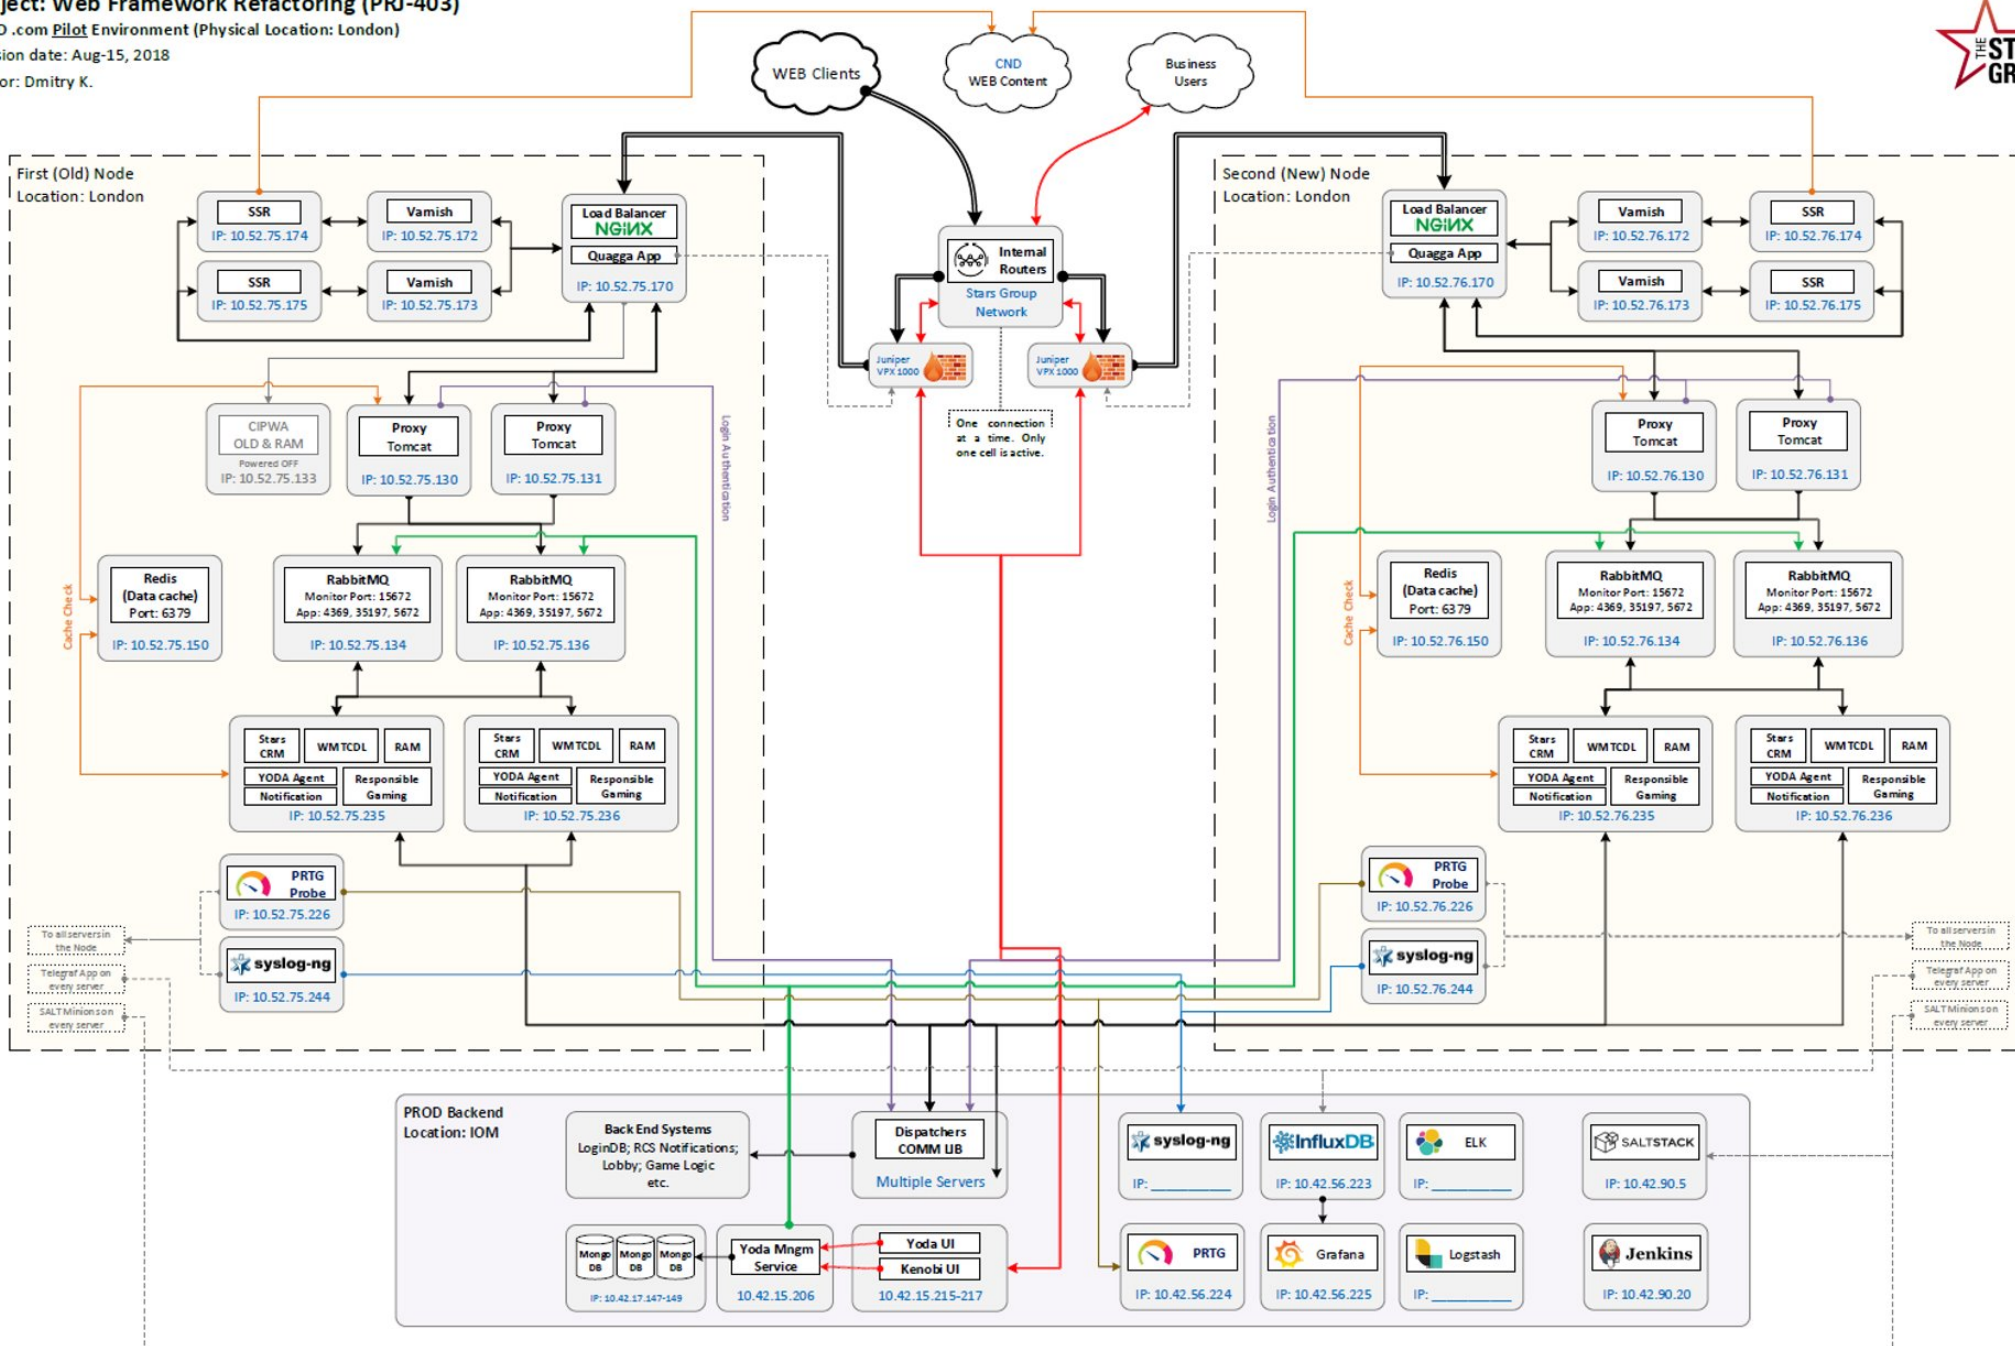 ject: Web Framework Refactoring (PRJ-403)
.com Pilot Environment (Physical Location: London)
sion date: Aug-15, 2018
or: Dmitry K.
WEB Clients
CND
WEB Content
Business
Users
THE
ST
GR
First (Old) Node
Location: London
SSR
IP: 10.52.75.174
Varnish
IP: 10.52.75.172
SSR
IP: 10.52.75.175
Varnish
IP: 10.52.75.173
Load Balancer
NGINX
Quagga App
IP: 10.52.75.170
Internal
Routers
Stars Group
Network
Juniper
VPX 1000
Juniper
VPX 1000
One connection
at a time. Only
one cell is active.
Second (New) Node
Location: London
Load Balancer
NGINX
Quagga App
IP: 10.52.76.170
Varnish
IP: 10.52.76.172
SSR
IP: 10.52.76.174
Varnish
IP: 10.52.76.173
SSR
IP: 10.52.76.175
CIPWA
OLD & RAM
Powered OFF
IP: 10.52.75.133
Proxy
Tomcat
IP: 10.52.75.130
Proxy
Tomcat
IP: 10.52.75.131
Login Authentication
Login Authentication
Proxy
Tomcat
IP: 10.52.76.130
Proxy
Tomcat
IP: 10.52.76.131
Cache Check
Redis
(Data cache)
Port: 6379
IP: 10.52.75.150
RabbitMQ
Monitor Port: 15672
App: 4369, 35197, 5672
IP: 10.52.75.134
RabbitMQ
Monitor Port: 15672
App: 4369, 35197, 5672
IP: 10.52.75.136
Cache Check
Redis
(Data cache)
Port: 6379
IP: 10.52.76.150
RabbitMQ
Monitor Port: 15672
App: 4369, 35197, 5672
IP: 10.52.76.134
RabbitMQ
Monitor Port: 15672
App: 4369, 35197, 5672
IP: 10.52.76.136
Stars
CRM
WMTCDL
RAM
YODA Agent
Notification
Responsible
Gaming
IP: 10.52.75.235
Stars
CRM
WMTCDL
RAM
YODA Agent
Notification
Responsible
Gaming
IP: 10.52.75.236
Stars
CRM
WMTCDL
RAM
YODA Agent
Notification
Responsible
Gaming
IP: 10.52.76.235
Stars
CRM
WMTCDL
RAM
YODA Agent
Notification
Responsible
Gaming
IP: 10.52.76.236
PRTG
Probe
IP: 10.52.75.226
syslog-ng
IP: 10.52.75.244
To all servers in
the Node
Telegraf App on
every server
SALT Minions on
every server
PRTG
Probe
IP: 10.52.76.226
syslog-ng
IP: 10.52.76.244
To all servers in
the Node
Telegraf App on
every server
SALT Minions on
every server
PROD Backend
Location: IOM
Back End Systems
LoginDB; RCS Notifications;
Lobby; Game Logic
etc.
Dispatchers
COMM LIB
Multiple Servers
syslog-ng
IP: ____________
InfluxDB
IP: 10.42.56.223
ELK
IP: ____________
SALTSTACK
IP: 10.42.90.5
Mongo
DB
Mongo
DB
Mongo
DB
IP: 10.42.17.147-149
Yoda Mngm
Service
10.42.15.206
Yoda UI
Kenobi UI
10.42.15.215-217
PRTG
IP: 10.42.56.224
Grafana
IP: 10.42.56.225
Logstash
IP: ____________
Jenkins
IP: 10.42.90.20